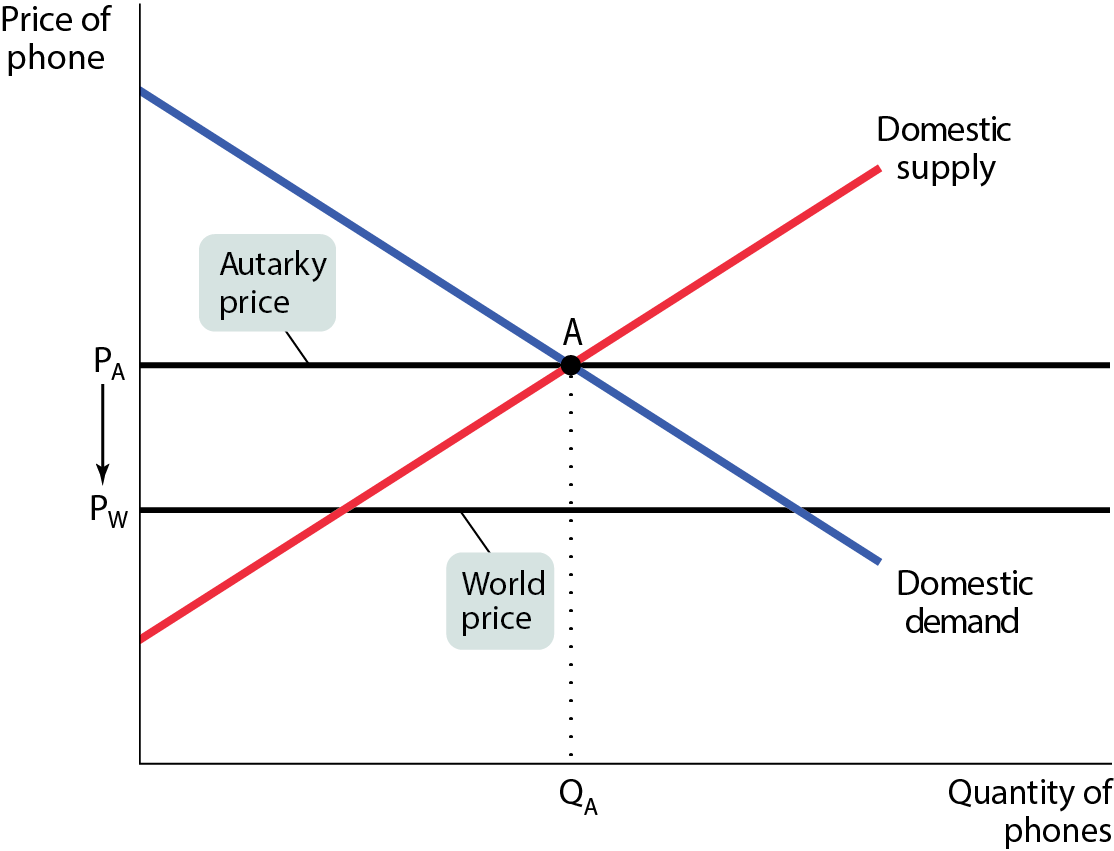 Price of
phone
Domestic
supply
Autarky
price
A
P_A
P_W
World
price
Domestic
demand
Q_A
Quantity of
phones